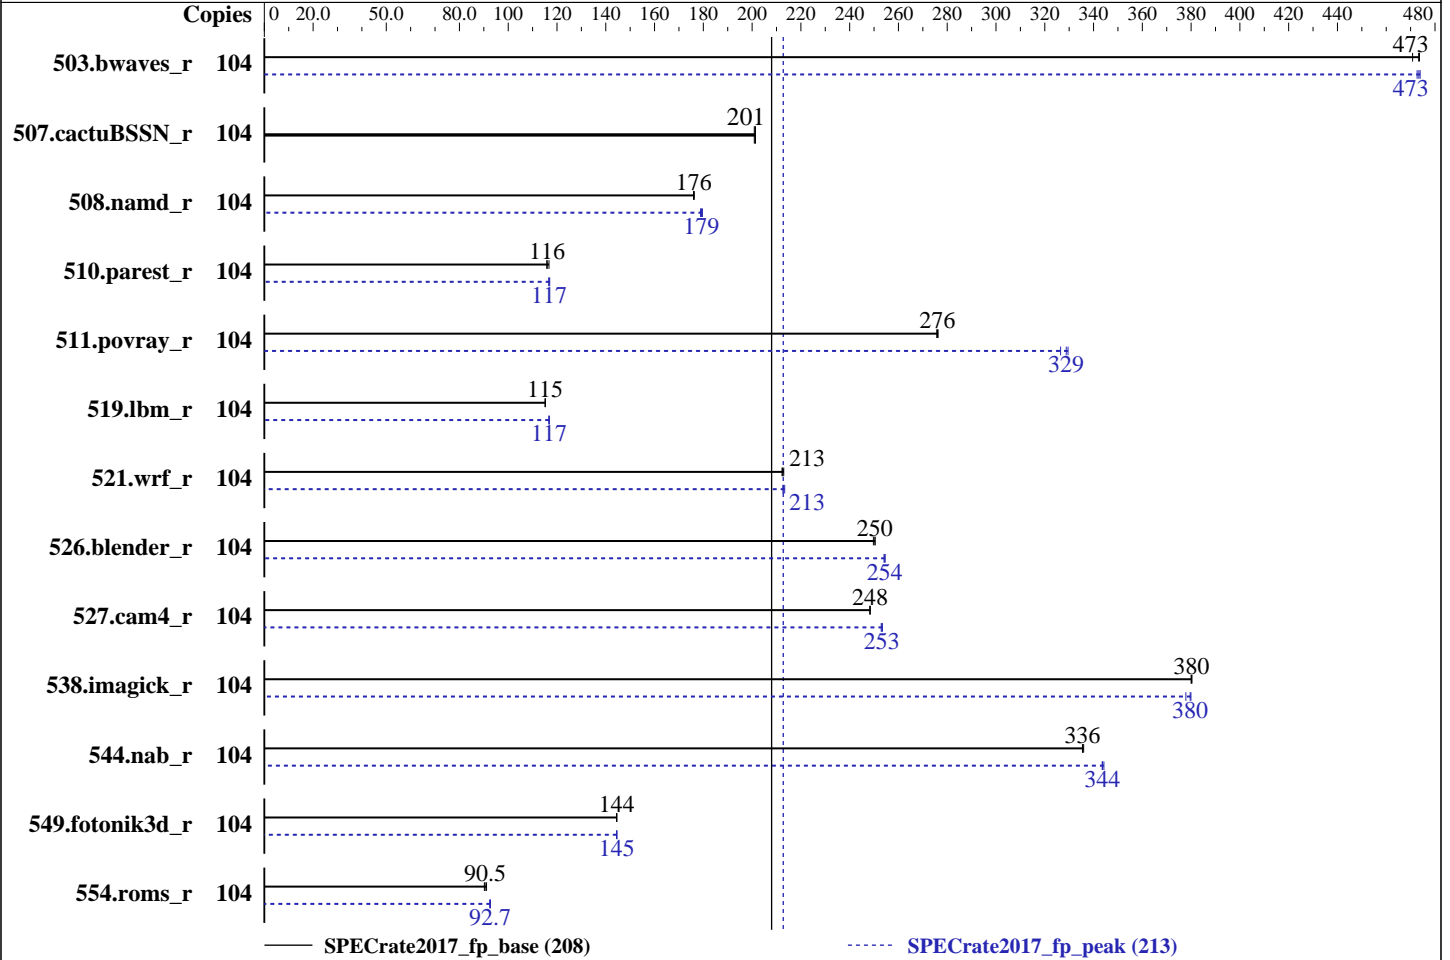 Copies 0 20.0 50.0 80.0 100 120 140 160 180 200 220 240 260 280 300 320 340 360 380 400 420 440 480
503.bwaves_r 104 473
473
507.cactuBSSN_r 104 201
508.namd_r 104 176
179
510.parest_r 104 116
117
511.povray_r 104 276
329
519.lbm_r 104 115
117
521.wrf_r 104 213
213
526.blender_r 104 250
254
527.cam4_r 104 248
253
538.imagick_r 104 380
380
544.nab_r 104 336
344
549.fotonik3d_r 104 144
145
554.roms_r 104 90.5
92.7
SPECrate2017_fp_base (208) SPECrate2017_fp_peak (213)